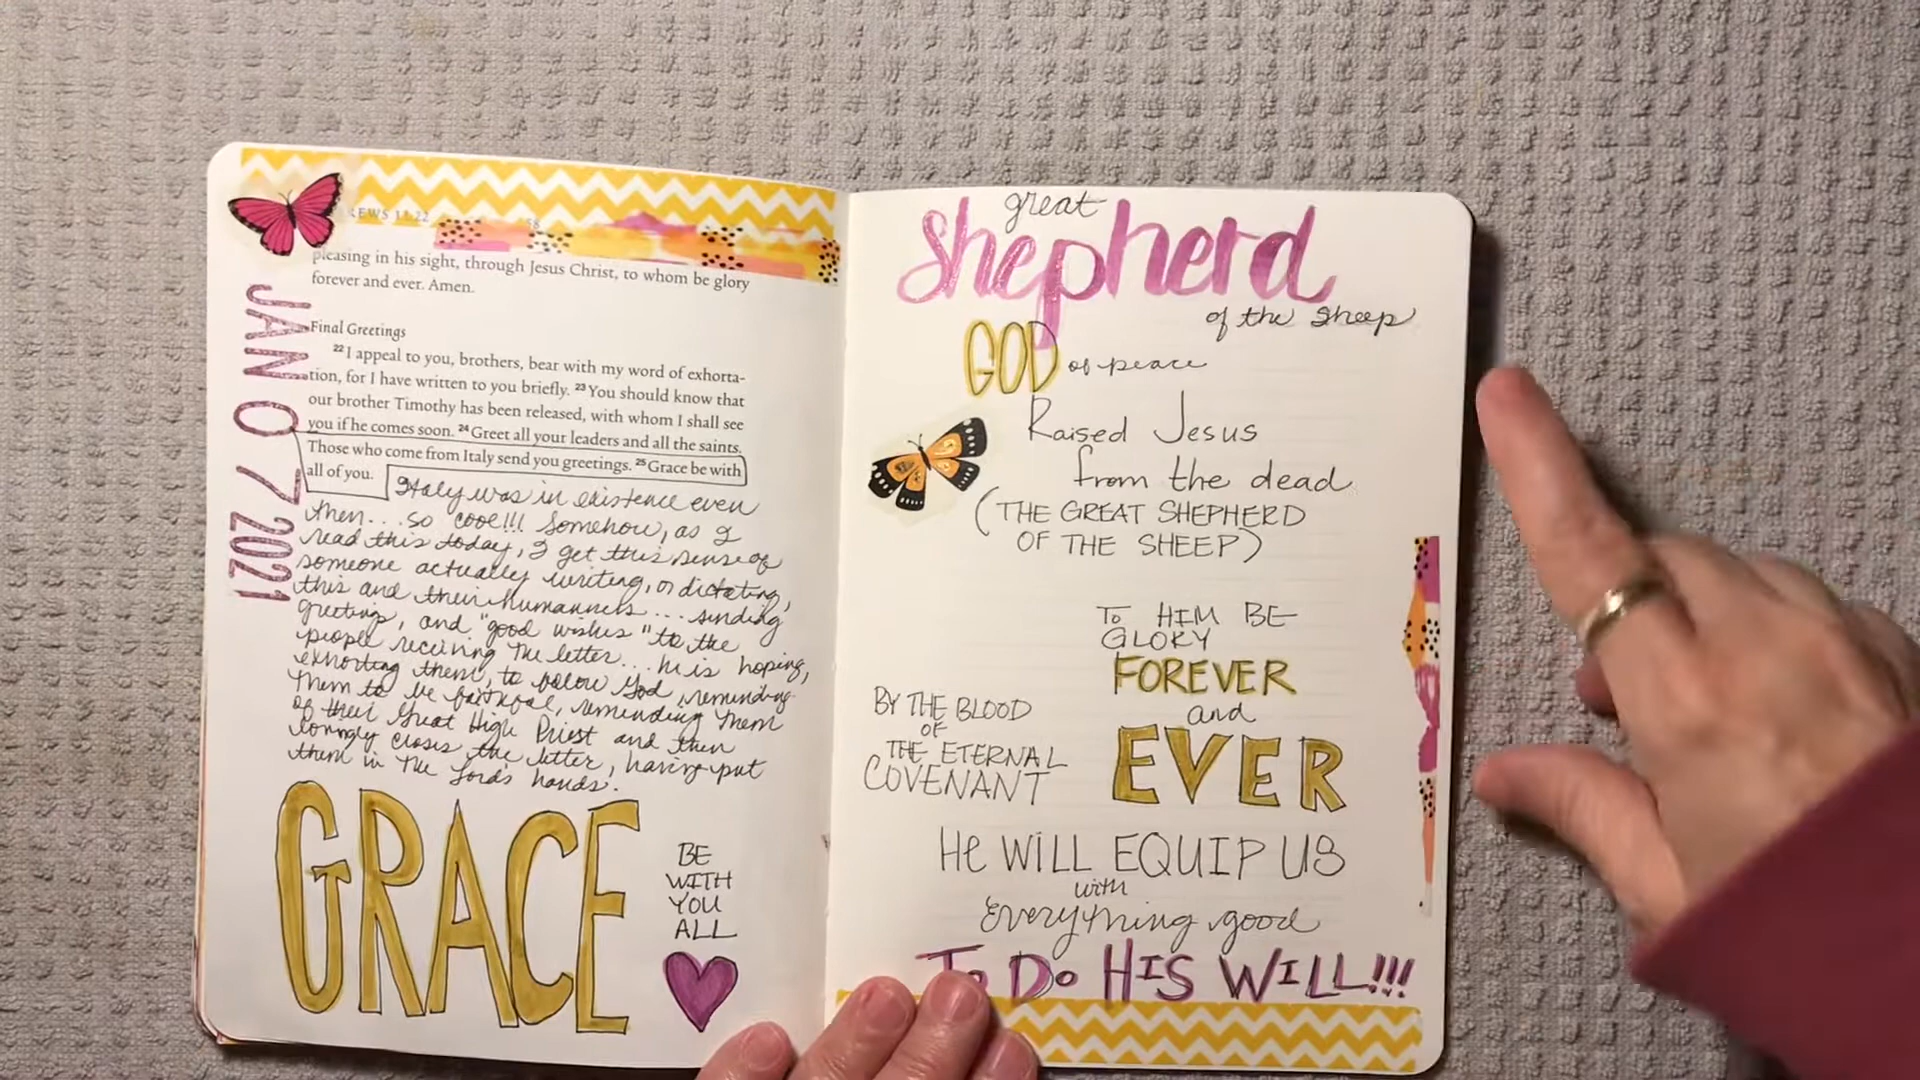 58
pleasing in his sight, through Jesus Christ, to whom be glory
forever and ever. Amen.
Final Greetings
22 I appeal to you, brothers, bear with my word of exhorta-
tion, for I have written to you briefly. 23 You should know that
our brother Timothy has been released, with whom I shall see
you if he comes soon. 24 Greet all your leaders and all the saints.
Those who come from Italy send you greetings. 25 Grace be with
all of you.
JAN 07 2021
Italy was in existence even
then... so cool!!! Somehow, as I
read this today, I get this sense of
someone actually writing, or dictating,
this and their humanness... sending
greetings, and "good wishes" to the
people receiving the letter... he is hoping,
exhorting them, to follow God, reminding
them to be faithful, reminding them
of their Great High Priest and then
lovingly closes the letter, having put
them in the Lord's hands.
GRACE
BE
WITH
YOU
ALL
great
Shepherd
of the sheep
GOD of peace
Raised Jesus
from the dead
(THE GREAT SHEPHERD
OF THE SHEEP)
TO HIM BE
GLORY
FOREVER
and
EVER
BY THE BLOOD
OF
THE ETERNAL
COVENANT
He WILL EQUIP US
with
Everything good
To Do HIS WILL!!!